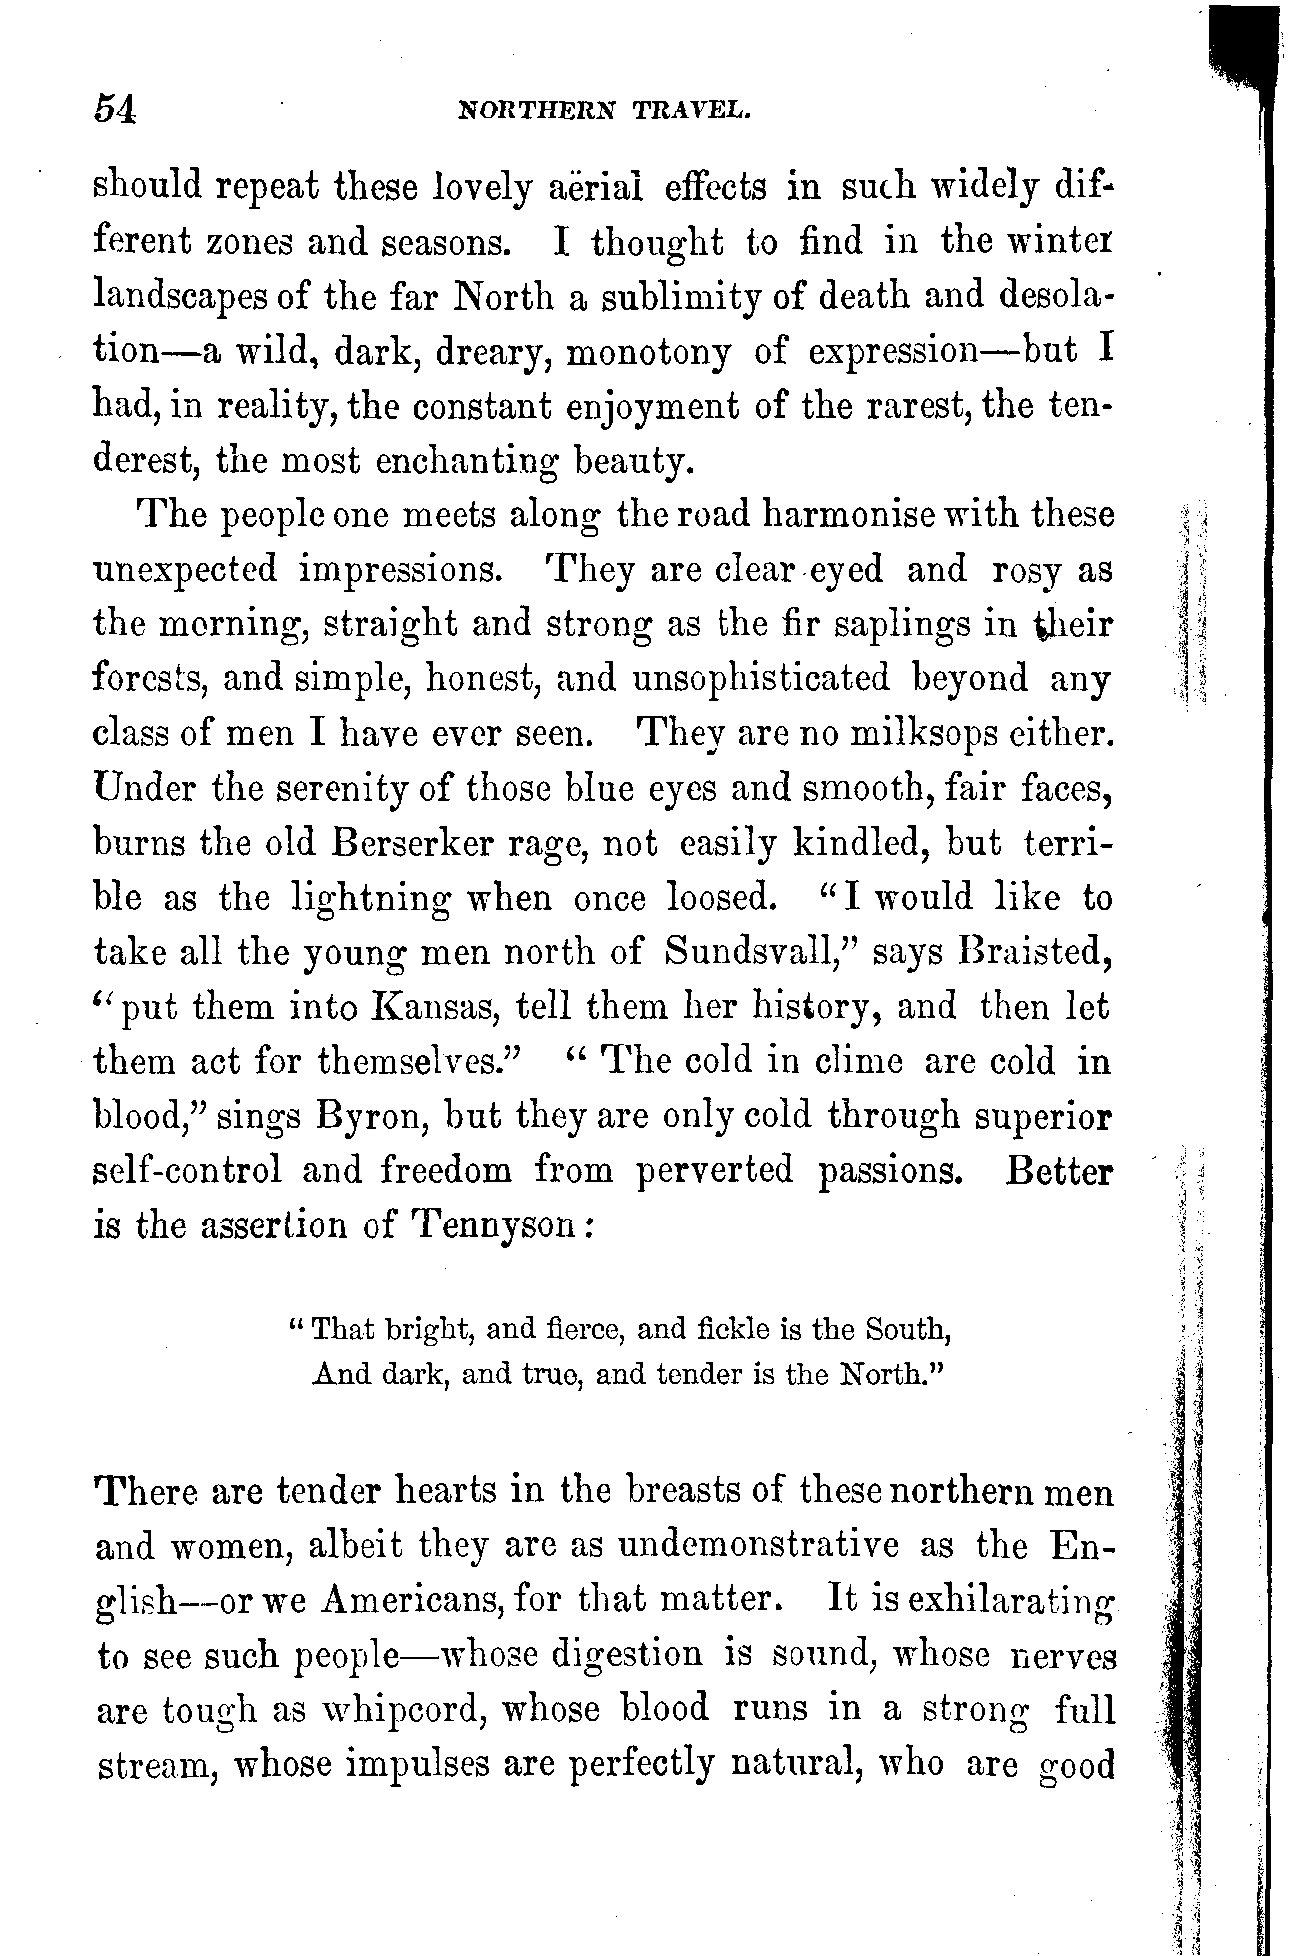 54 NORTHERN TRAVEL.
should repeat these lovely aërial effects in such widely dif-
ferent zones and seasons. I thought to find in the winter
landscapes of the far North a sublimity of death and desola-
tion—a wild, dark, dreary, monotony of expression—but I
had, in reality, the constant enjoyment of the rarest, the ten-
derest, the most enchanting beauty.
The people one meets along the road harmonise with these
unexpected impressions. They are clear-eyed and rosy as
the morning, straight and strong as the fir saplings in their
forests, and simple, honest, and unsophisticated beyond any
class of men I have ever seen. They are no milksops either.
Under the serenity of those blue eyes and smooth, fair faces,
burns the old Berserker rage, not easily kindled, but terri-
ble as the lightning when once loosed. "I would like to
take all the young men north of Sundsvall," says Braisted,
"put them into Kansas, tell them her history, and then let
them act for themselves." "The cold in clime are cold in
blood," sings Byron, but they are only cold through superior
self-control and freedom from perverted passions. Better
is the assertion of Tennyson:
"That bright, and fierce, and fickle is the South,
And dark, and true, and tender is the North."
There are tender hearts in the breasts of these northern men
and women, albeit they are as undemonstrative as the En-
glish—or we Americans, for that matter. It is exhilarating
to see such people—whose digestion is sound, whose nerves
are tough as whipcord, whose blood runs in a strong full
stream, whose impulses are perfectly natural, who are good